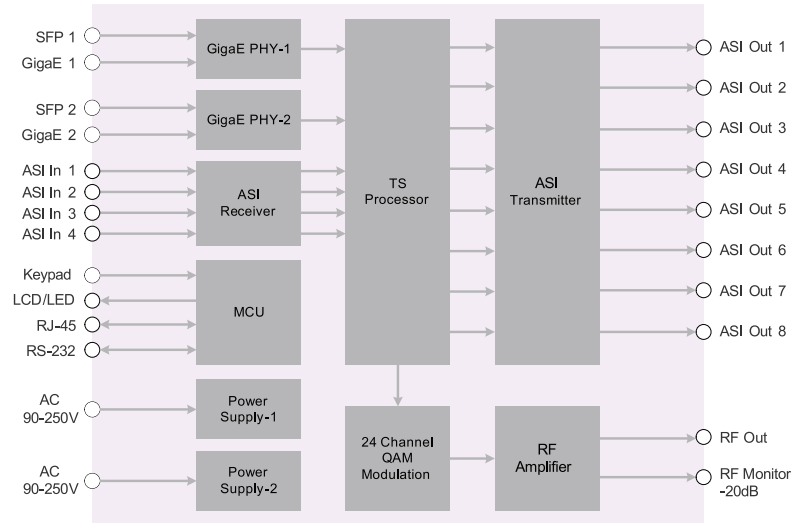 SFP 1
GigaE 1
SFP 2
GigaE 2
ASI In 1
ASI In 2
ASI In 3
ASI In 4
Keypad
LCD/LED
RJ-45
RS-232
AC
90-250V
AC
90-250V
GigaE PHY-1
GigaE PHY-2
ASI
Receiver
MCU
Power
Supply-1
Power
Supply-2
TS
Processor
24 Channel
QAM
Modulation
ASI
Transmitter
RF
Amplifier
ASI Out 1
ASI Out 2
ASI Out 3
ASI Out 4
ASI Out 5
ASI Out 6
ASI Out 7
ASI Out 8
RF Out
RF Monitor
-20dB